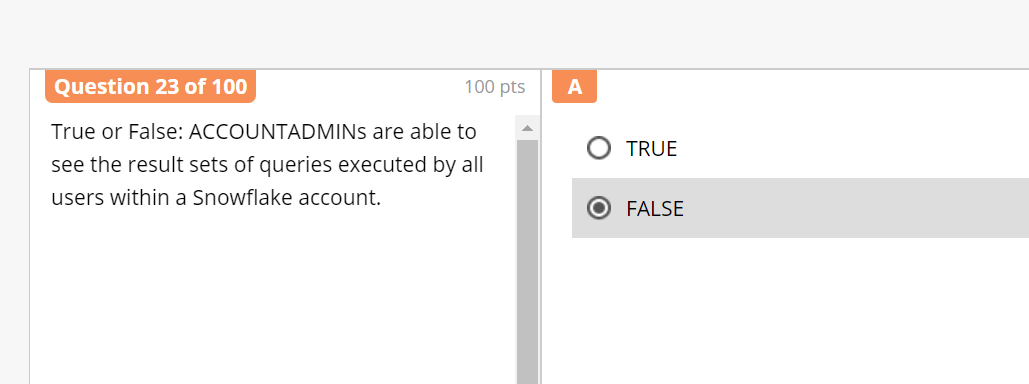 Question 23 of 100
100 pts
True or False: ACCOUNTADMINs are able to
see the result sets of queries executed by all
users within a Snowflake account.
A
TRUE
FALSE